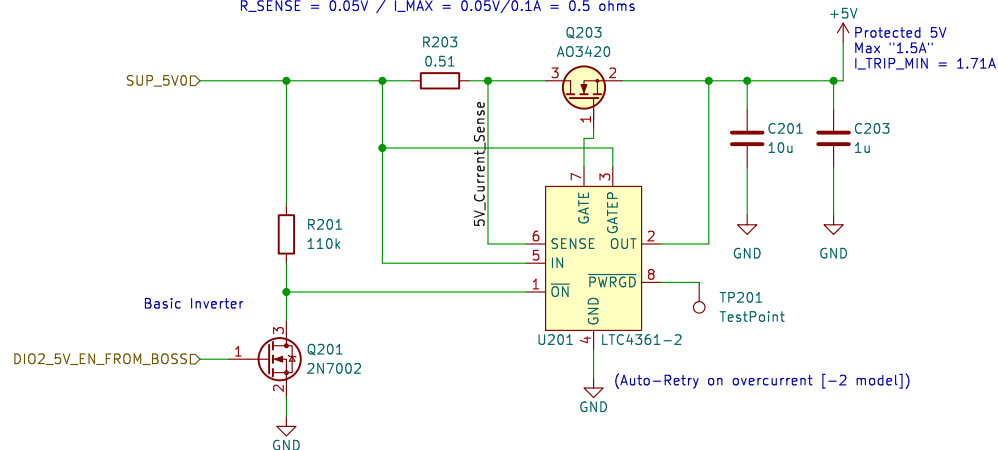 R_SENSE = 0.05V / I_MAX = 0.05V/0.1A = 0.5 ohms
+5V
Protected 5V
Max "1.5A"
I_TRIP_MIN = 1.71A
Q203
AO3420
R203
0.51
SUP_5V0
3
2
1
5V_Current_Sense
C201
10u
C203
1u
GND
GND
7
3
GATE
GATEP
R201
110k
6
SENSE
OUT
2
5
IN
1
ON
PWRGD
8
GND
4
U201
LTC4361-2
TP201
TestPoint
Basic Inverter
3
DIO2_5V_EN_FROM_BOSS
1
Q201
2N7002
2
GND
(Auto-Retry on overcurrent [-2 model])
GND